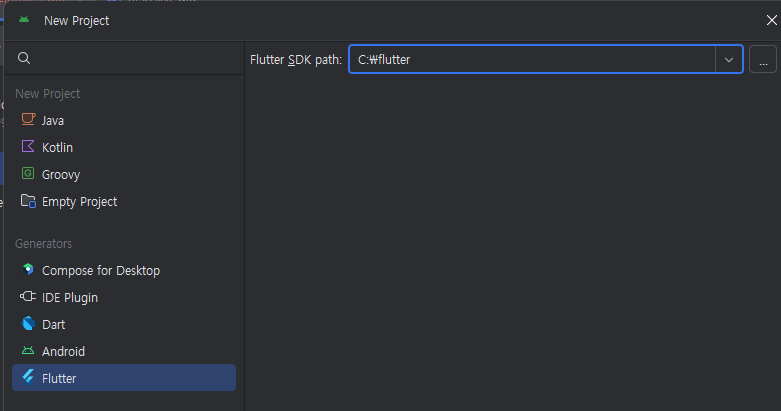 New Project
Flutter SDK path: C:₩flutter ...
New Project
Java
Kotlin
Groovy
Empty Project
Generators
Compose for Desktop
IDE Plugin
Dart
Android
Flutter